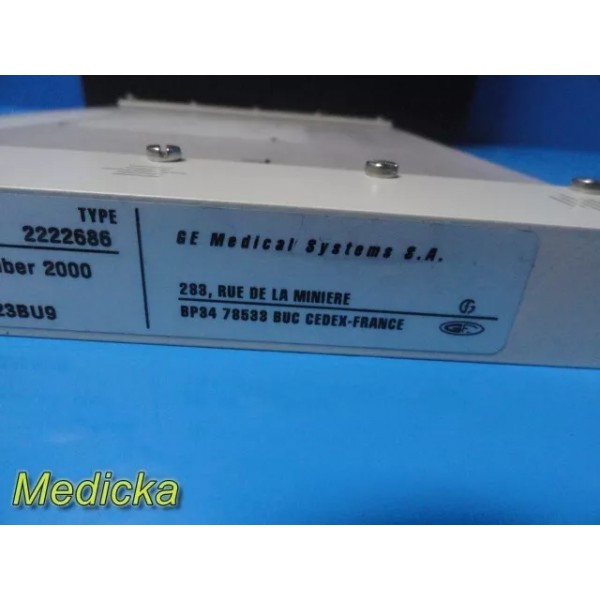 TYPE
2222686
ber 2000
23BU9
GE Medical Systems S.A.
283, RUE DE LA MINIERE
BP34 78533 BUC CEDEX-FRANCE
Medicka